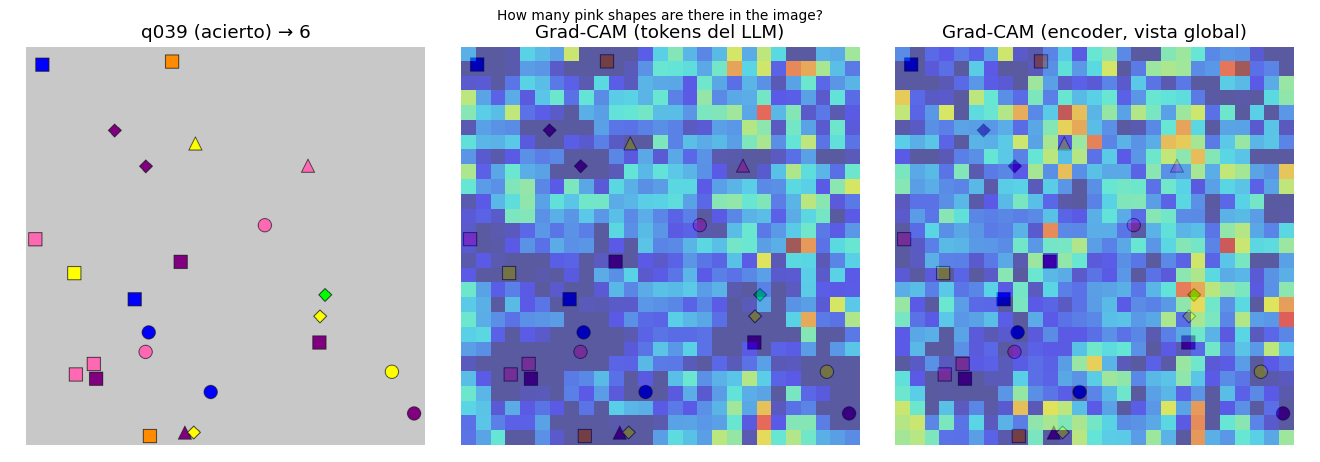 How many pink shapes are there in the image?
q039 (acierto) → 6
Grad-CAM (tokens del LLM)
Grad-CAM (encoder, vista global)